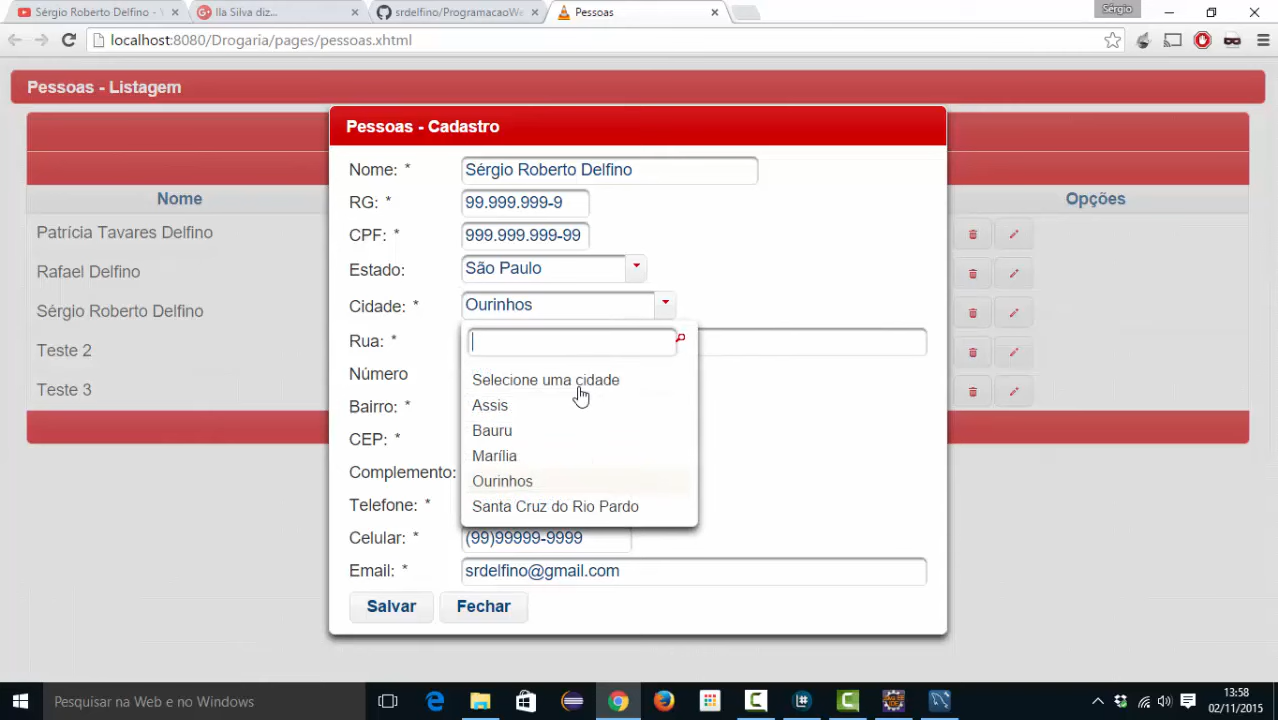 Sérgio Roberto Delfino - Y
Ila Silva diz...
srdelfino/ProgramacaoWe
Pessoas
Sérgio
localhost:8080/Drogaria/pages/pessoas.xhtml
Pessoas - Listagem
Pessoas - Cadastro
Nome: * Sérgio Roberto Delfino
RG: * 99.999.999-9
Nome
Opções
CPF: * 999.999.999-99
Patrícia Tavares Delfino
Estado: São Paulo
Rafael Delfino
Cidade: * Ourinhos
Sérgio Roberto Delfino
Rua: *
Teste 2
Número
Selecione uma cidade
Teste 3
Bairro: *
Assis
Bauru
CEP: *
Marília
Complemento:
Ourinhos
Telefone: *
Santa Cruz do Rio Pardo
Celular: * (99)99999-9999
Email: * srdelfino@gmail.com
Salvar Fechar
Pesquisar na Web e no Windows
13:58
02/11/2015